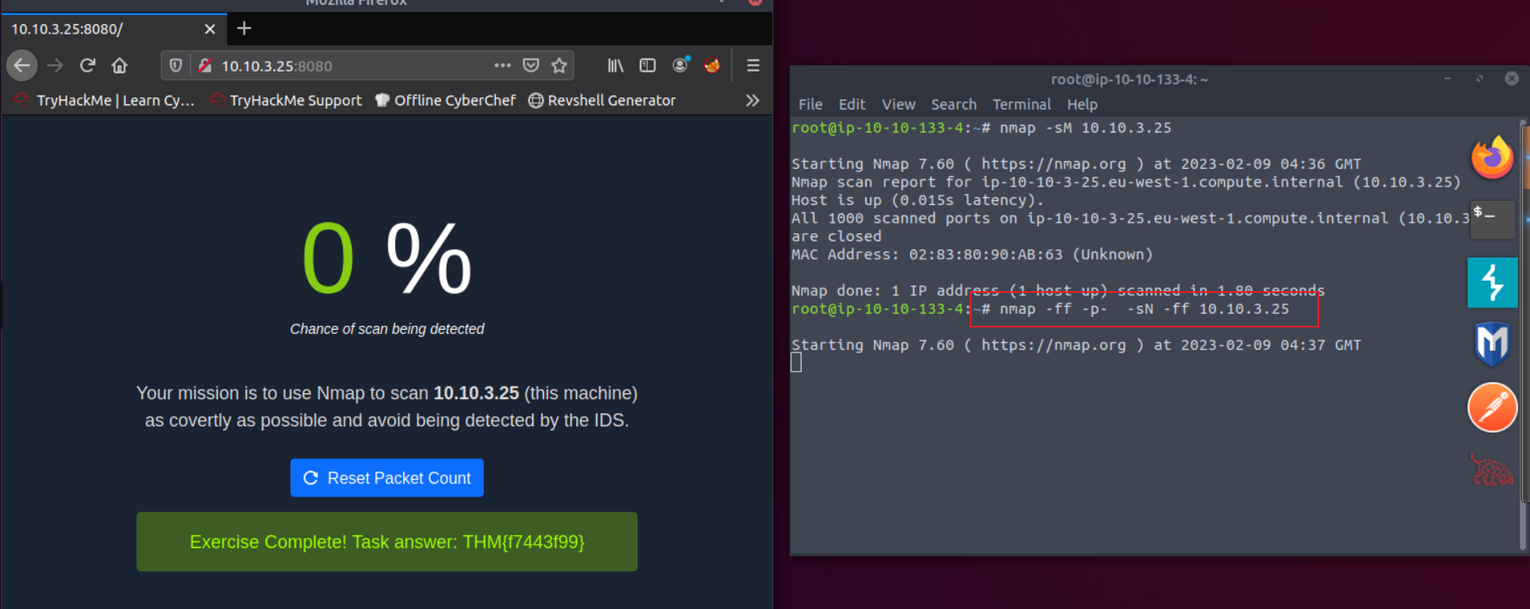 Mozilla Firefox
10.10.3.25:8080/
10.10.3.25:8080
TryHackMe | Learn Cy…
TryHackMe Support
Offline CyberChef
Revshell Generator
0 %
Chance of scan being detected
Your mission is to use Nmap to scan 10.10.3.25 (this machine)
as covertly as possible and avoid being detected by the IDS.
Reset Packet Count
Exercise Complete! Task answer: THM{f7443f99}
root@ip-10-10-133-4: ~
File Edit View Search Terminal Help
root@ip-10-10-133-4:~# nmap -sM 10.10.3.25
Starting Nmap 7.60 ( https://nmap.org ) at 2023-02-09 04:36 GMT
Nmap scan report for ip-10-10-3-25.eu-west-1.compute.internal (10.10.3.25)
Host is up (0.015s latency).
All 1000 scanned ports on ip-10-10-3-25.eu-west-1.compute.internal (10.10.3
are closed
MAC Address: 02:83:80:90:AB:63 (Unknown)
Nmap done: 1 IP address (1 host up) scanned in 1.80 seconds
root@ip-10-10-133-4:~# nmap -ff -p-  -sN -ff 10.10.3.25
Starting Nmap 7.60 ( https://nmap.org ) at 2023-02-09 04:37 GMT
$_